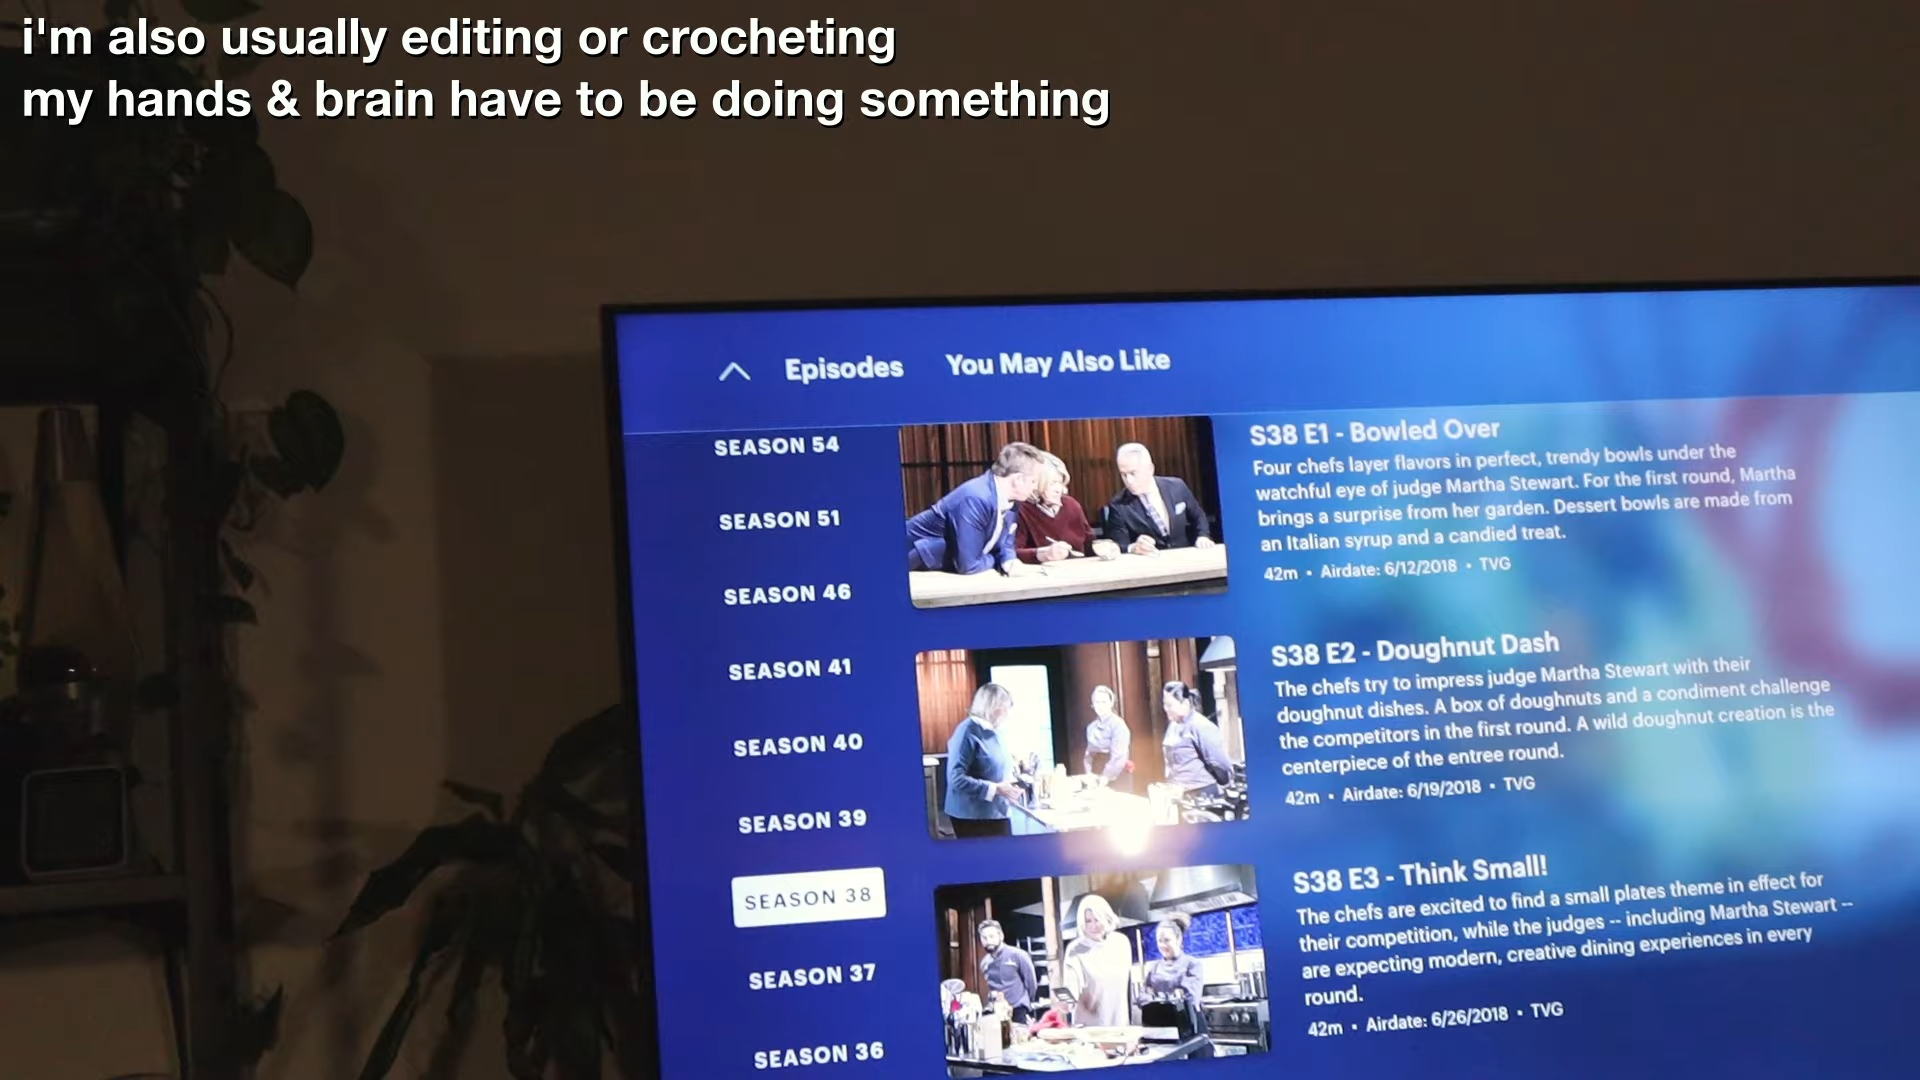 i'm also usually editing or crocheting
my hands & brain have to be doing something
Episodes You May Also Like
SEASON 54
SEASON 51
SEASON 46
SEASON 41
SEASON 40
SEASON 39
SEASON 38
SEASON 37
SEASON 36
S38 E1 - Bowled Over
Four chefs layer flavors in perfect, trendy bowls under the
watchful eye of judge Martha Stewart. For the first round, Martha
brings a surprise from her garden. Dessert bowls are made from
an Italian syrup and a candied treat.
42m • Airdate: 6/12/2018 • TVG
S38 E2 - Doughnut Dash
The chefs try to impress judge Martha Stewart with their
doughnut dishes. A box of doughnuts and a condiment challenge
the competitors in the first round. A wild doughnut creation is the
centerpiece of the entree round.
42m • Airdate: 6/19/2018 • TVG
S38 E3 - Think Small!
The chefs are excited to find a small plates theme in effect for
their competition, while the judges -- including Martha Stewart --
are expecting modern, creative dining experiences in every
round.
42m • Airdate: 6/26/2018 • TVG